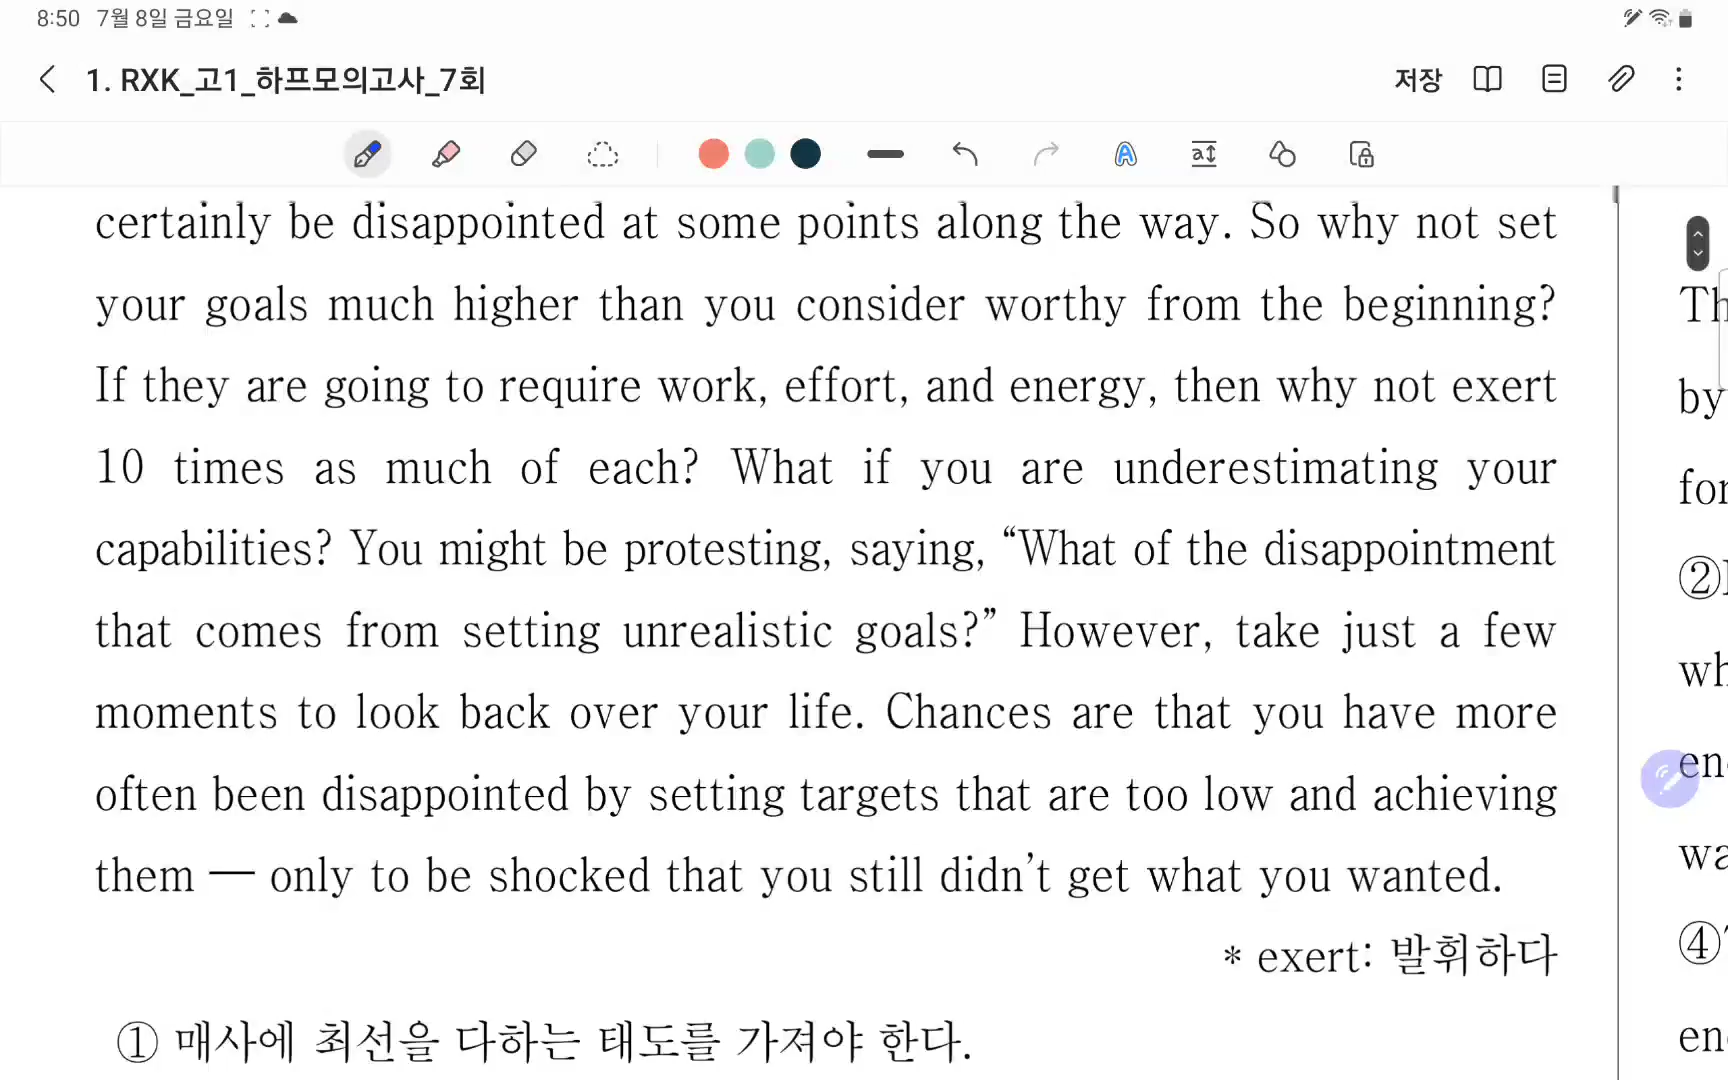 8:50 7월 8일 금요일
1. RXK_고1_하프모의고사_7회
저장
certainly be disappointed at some points along the way. So why not set
your goals much higher than you consider worthy from the beginning?
If they are going to require work, effort, and energy, then why not exert
10 times as much of each? What if you are underestimating your
capabilities? You might be protesting, saying, “What of the disappointment
that comes from setting unrealistic goals?” However, take just a few
moments to look back over your life. Chances are that you have more
often been disappointed by setting targets that are too low and achieving
them — only to be shocked that you still didn’t get what you wanted.
* exert: 발휘하다
① 매사에 최선을 다하는 태도를 가져야 한다.
by
②
④